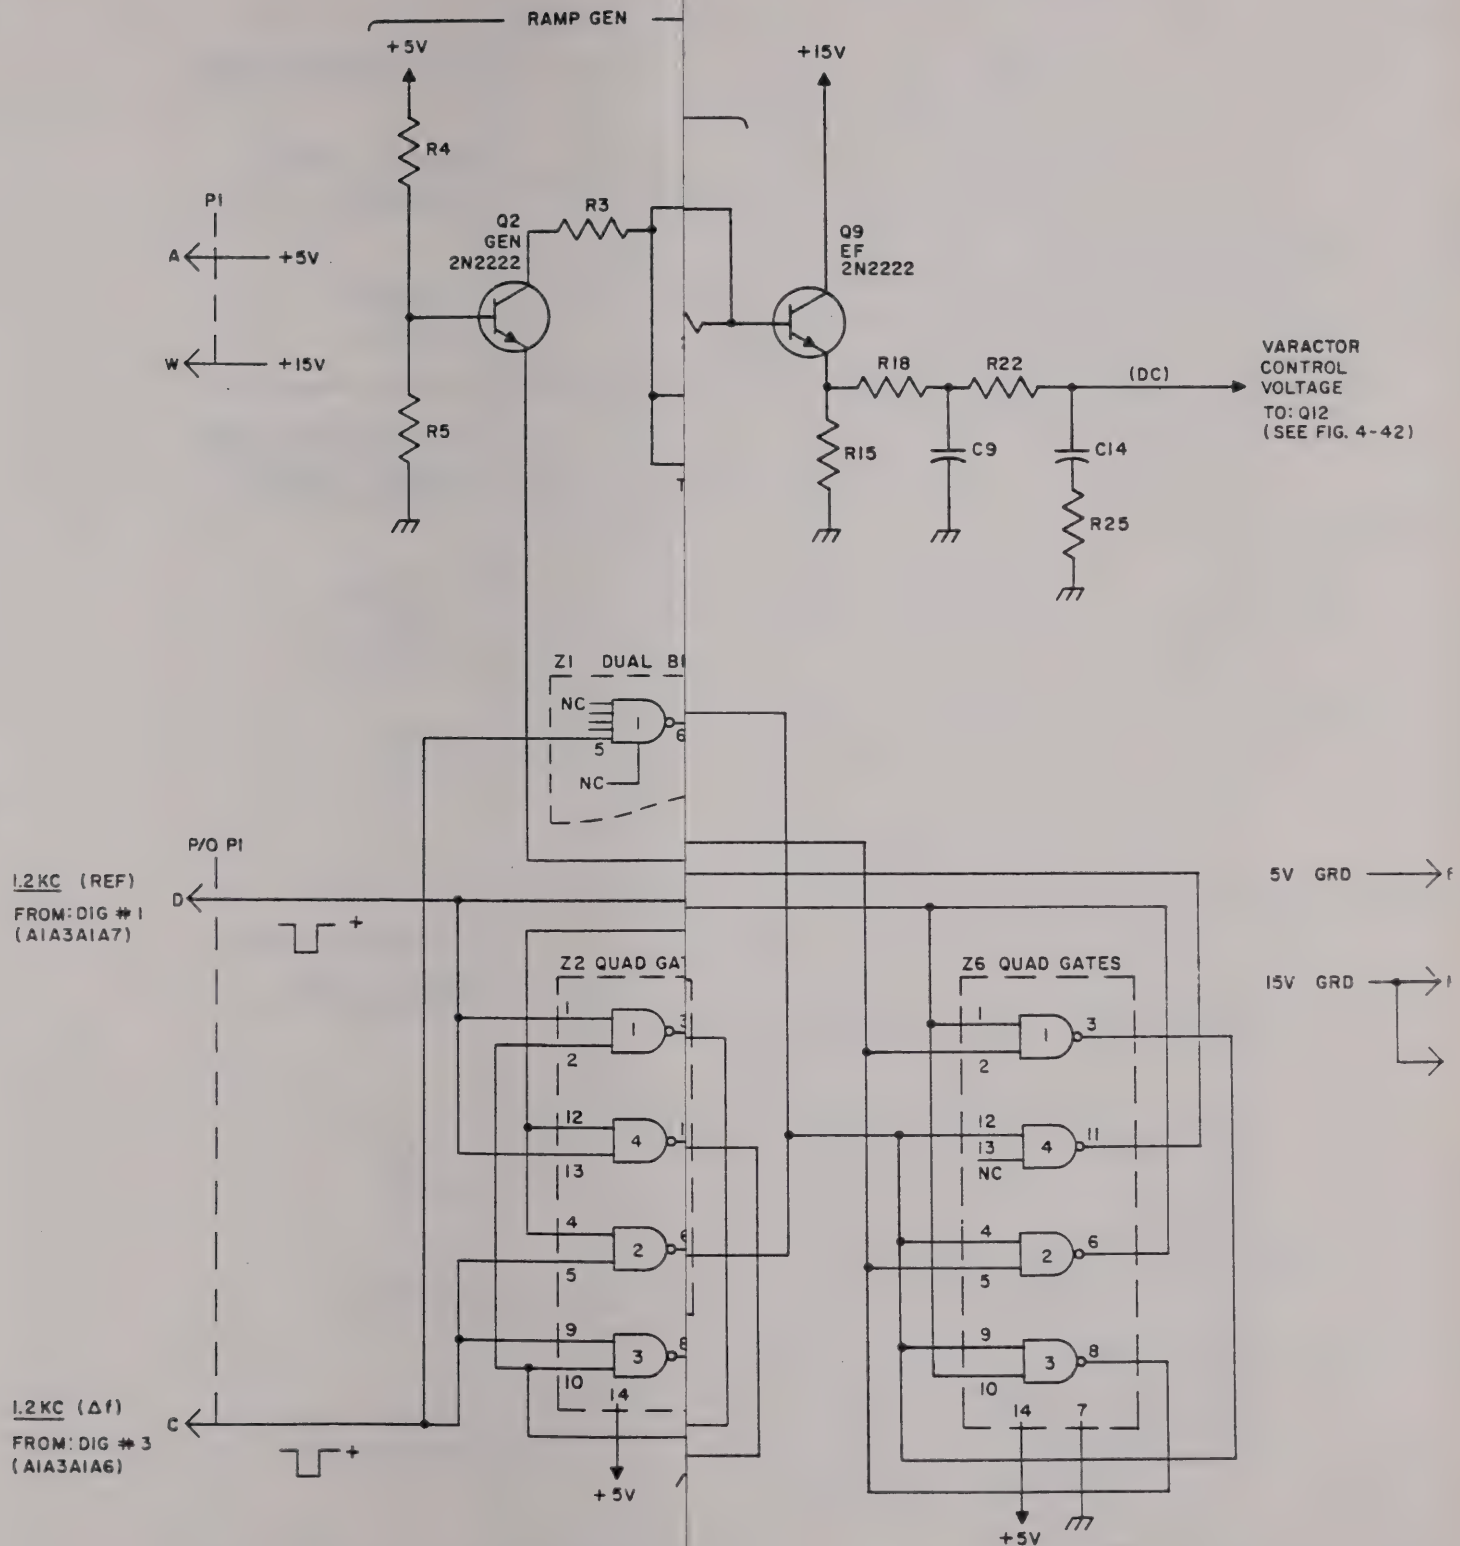 RAMP GEN
+5V
+15V
R4
P1
A
+5V
W
+15V
Q2
GEN
2N2222
R3
Q9
EF
2N2222
R5
R18
R22
(DC)
VARACTOR
CONTROL
VOLTAGE
TO: Q12
(SEE FIG. 4-42)
R15
C9
C14
R25
Z1 DUAL
NC
1
5
6
NC
P/O P1
1.2KC (REF)
FROM: DIG #1
(A1A3A1A7)
D
+
5V GRD
15V GRD
Z2 QUAD
1
1
3
2
12
4
13
4
2
6
5
9
3
8
10
14
+5V
Z6 QUAD GATES
1
1
3
2
12
4
11
13
NC
4
2
6
5
9
3
8
10
14
7
+5V
1.2KC (Δf)
FROM: DIG #3
(A1A3A1A6)
C
+